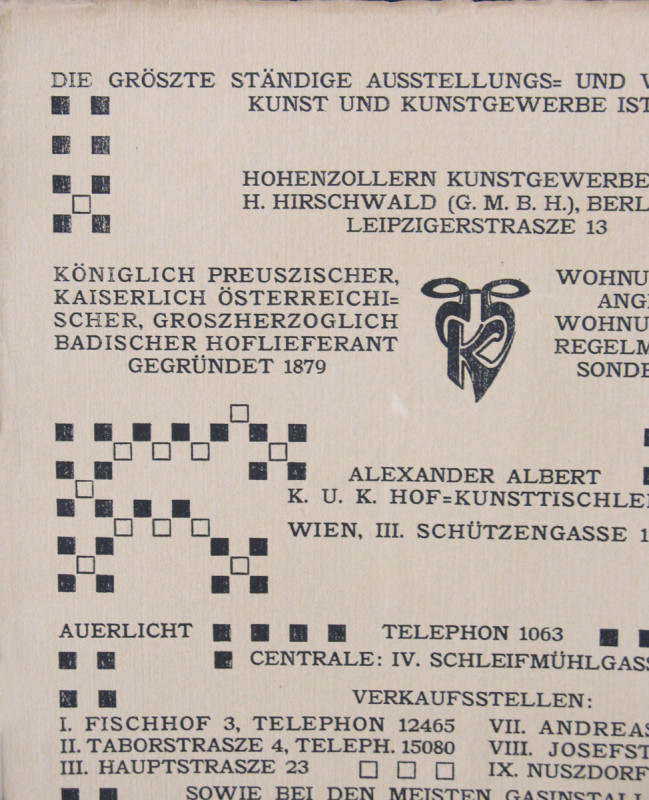 DIE GRÖSZTE STÄNDIGE AUSSTELLUNGS= UND
KUNST UND KUNSTGEWERBE IST
HOHENZOLLERN KUNSTGEWERBE
H. HIRSCHWALD (G. M. B. H.), BERL
LEIPZIGERSTRASZE 13
KÖNIGLICH PREUSZISCHER,
KAISERLICH ÖSTERREICHI=
SCHER, GROSZHERZOGLICH
BADISCHER HOFLIEFERANT
GEGRÜNDET 1879
WOHNU
ANG
WOHNU
REGELM
SONDE
ALEXANDER ALBERT
K. U. K. HOF=KUNSTTISCHLE
WIEN, III. SCHÜTZENGASSE 1
AUERLICHT
TELEPHON 1063
CENTRALE: IV. SCHLEIFMÜHLGASS
VERKAUFSSTELLEN:
I. FISCHHOF 3, TELEPHON 12465
II. TABORSTRASZE 4, TELEPH. 15080
III. HAUPTSTRASZE 23
VII. ANDREAS
VIII. JOSEFST
IX. NUSZDORF
SOWIE BEI DEN MEISTEN GASINSTALL